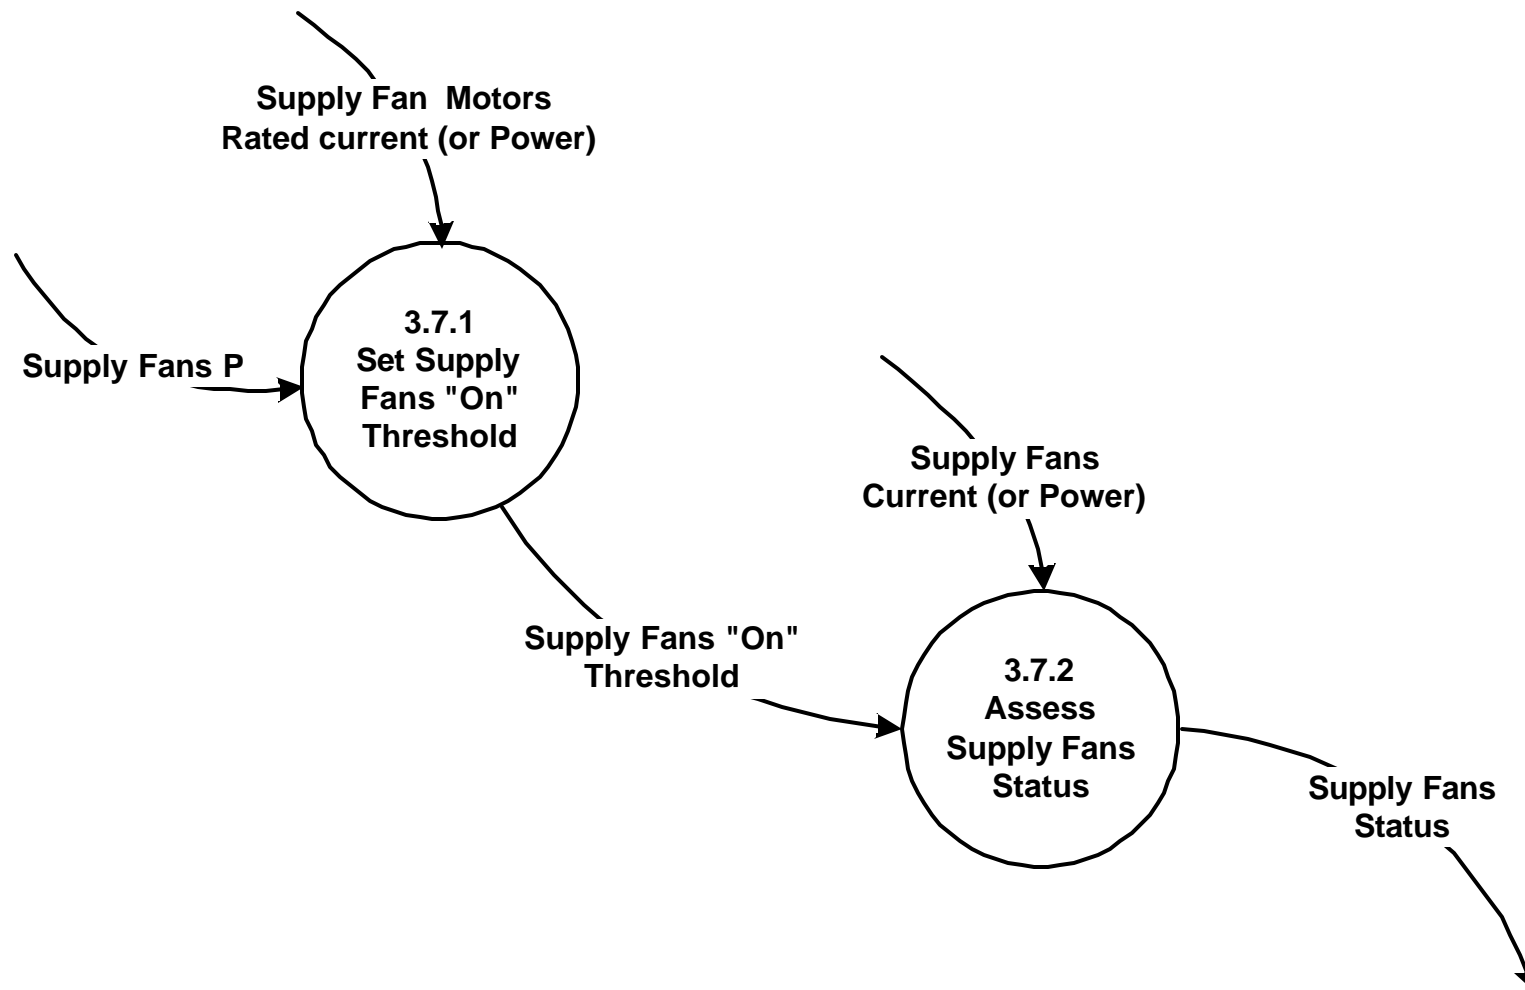 Supply Fan Motors
Rated current (or Power)
3.7.1
Set Supply
Fans "On"
Threshold
Supply Fans P
Supply Fans
Current (or Power)
Supply Fans "On"
Threshold
3.7.2
Assess
Supply Fans
Status
Supply Fans
Status